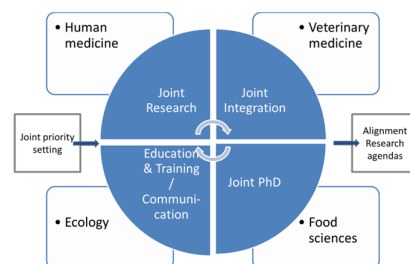 • Human
medicine
• Veterinary
medicine
Joint
Research
Joint
Integration
Joint priority
setting
Alignment
Research
agendas
Education
& Training
/
Communi-
cation
Joint PhD
• Ecology
• Food
sciences